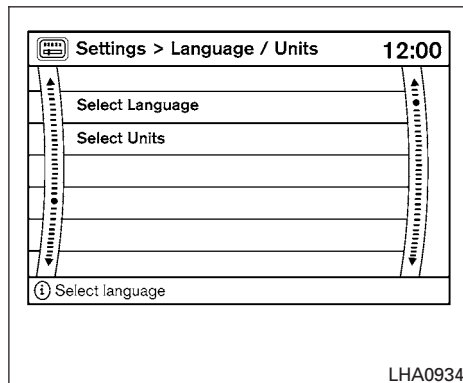 Settings > Language / Units 12:00
Select Language
Select Units
i Select language
LHA0934